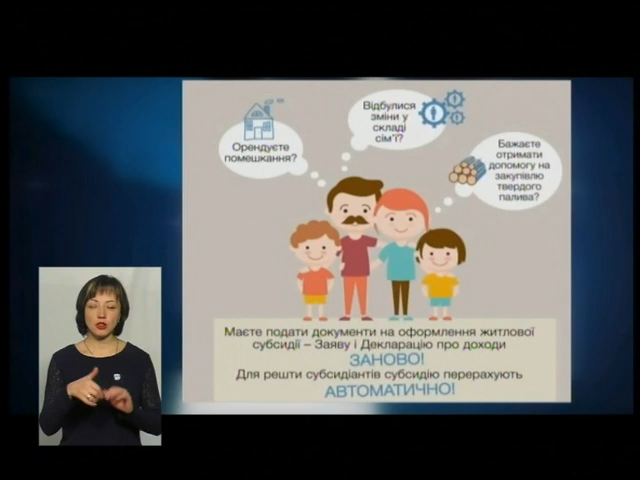 Орендуєте
помешкання?
Відбулися
зміни у
складі
сім'ї?
Бажаєте
отримати
допомогу на
закупівлю
твердого
палива?
Маєте подати документи на оформлення житлової
субсидії – Заяву і Декларацію про доходи
ЗАНОВО!
Для решти субсидіантів субсидію перерахують
АВТОМАТИЧНО!